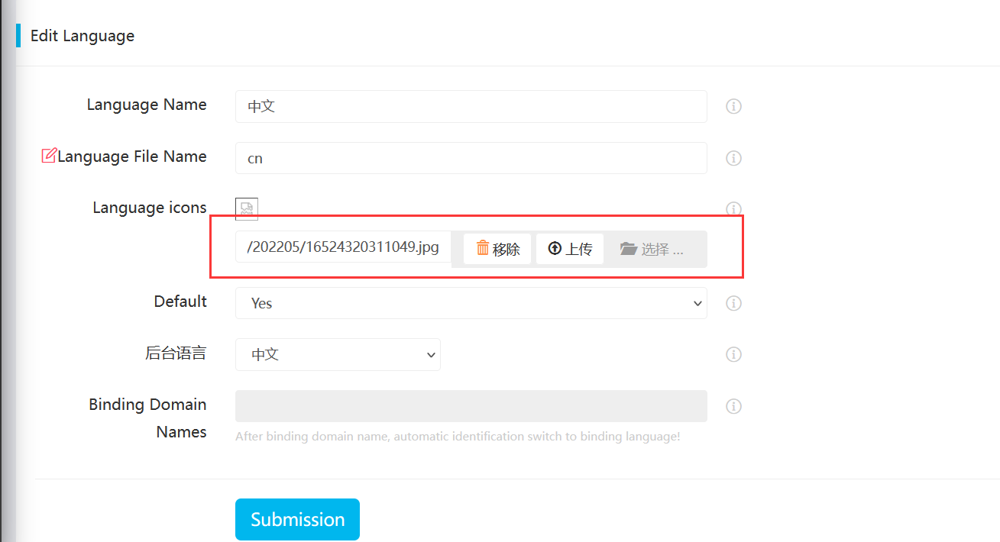 Edit Language
Language Name
中文
Language File Name
cn
Language icons
/202205/16524320311049.jpg
移除
上传
选择 ...
Default
Yes
后台语言
中文
Binding Domain
Names
After binding domain name, automatic identification switch to binding language!
Submission